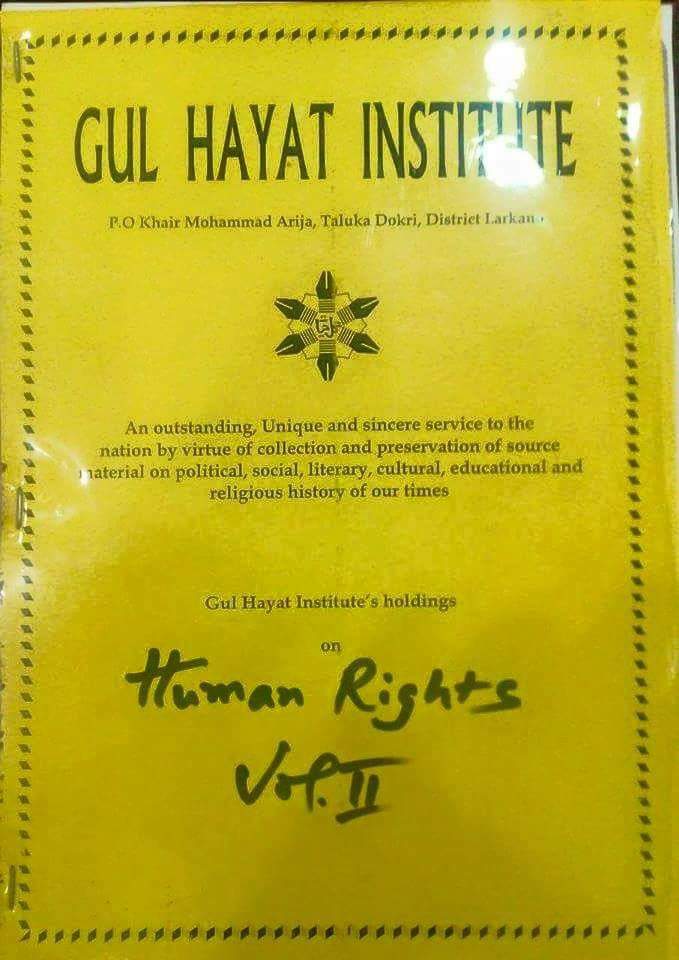 GUL HAYAT INSTITUTE
P.O Khair Mohammad Arija, Taluka Dokri, District Larkana
An outstanding, Unique and sincere service to the
nation by virtue of collection and preservation of source
material on political, social, literary, cultural, educational and
religious history of our times
Gul Hayat Institute's holdings
on
Human Rights
Vol. II